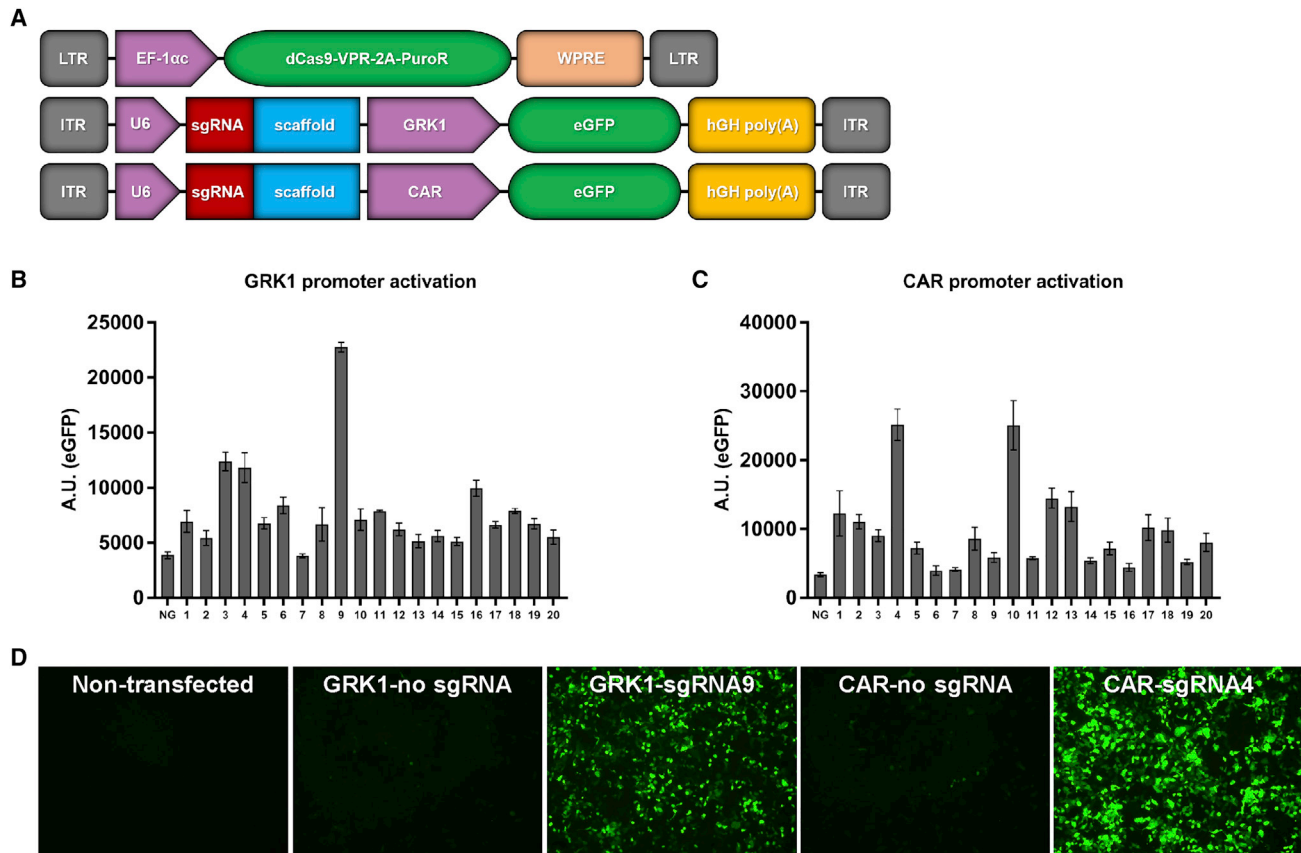 A
LTR EF-1αc dCas9-VPR-2A-PuroR WPRE LTR
ITR U6 sgRNA scaffold GRK1 eGFP hGH poly(A) ITR
ITR U6 sgRNA scaffold CAR eGFP hGH poly(A) ITR
B GRK1 promoter activation
A.U. (eGFP)
25000
20000
15000
10000
5000
0
NG 1 2 3 4 5 6 7 8 9 10 11 12 13 14 15 16 17 18 19 20
C CAR promoter activation
A.U. (eGFP)
40000
30000
20000
10000
0
NG 1 2 3 4 5 6 7 8 9 10 11 12 13 14 15 16 17 18 19 20
D
Non-transfected GRK1-no sgRNA GRK1-sgRNA9 CAR-no sgRNA CAR-sgRNA4